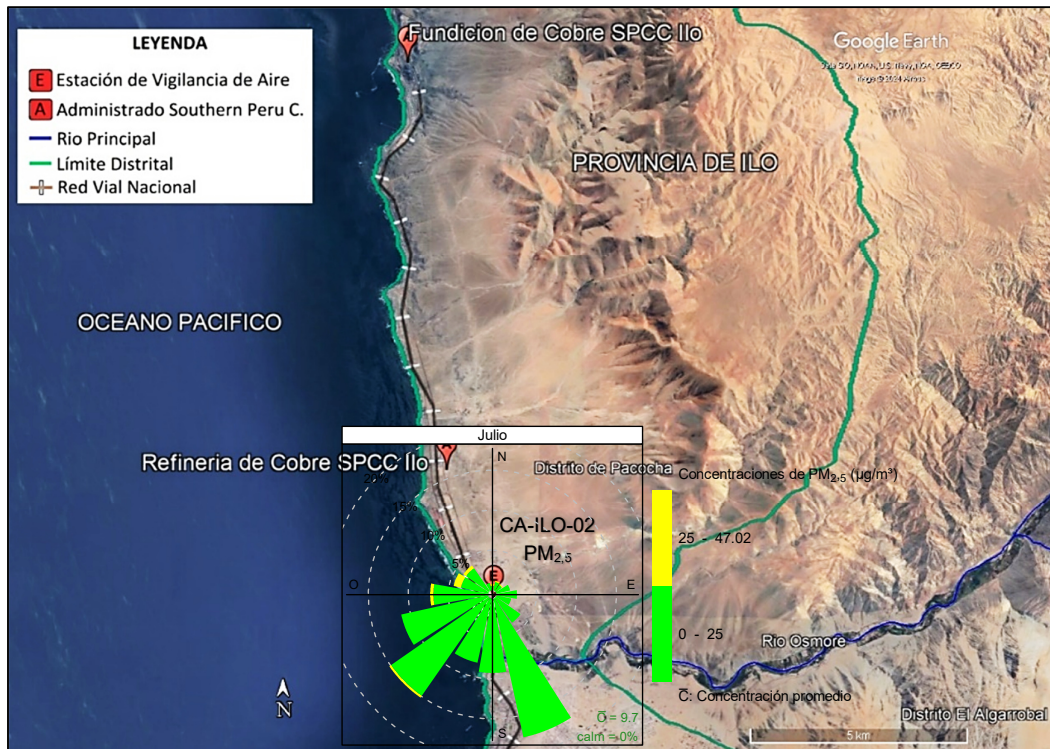 LEYENDA
E Estación de Vigilancia de Aire
A Administrado Southern Peru C.
Rio Principal
Límite Distrital
Red Vial Nacional
Fundicion de Cobre SPCC Ilo
Google Earth
PROVINCIA DE ILO
OCEANO PACIFICO
Julio
Refineria de Cobre SPCC Ilo
N
Distrito de Pacocha
Concentraciones de PM2,5 (µg/m³)
20%
15%
10%
5%
CA-ILO-02
PM2,5
E
O
E
S
25 - 47.02
0 - 25
C̅: Concentración promedio
Rio Osmore
Distrito El Algarrobal
C̅ = 9.7
calm = 0%
N
5 km